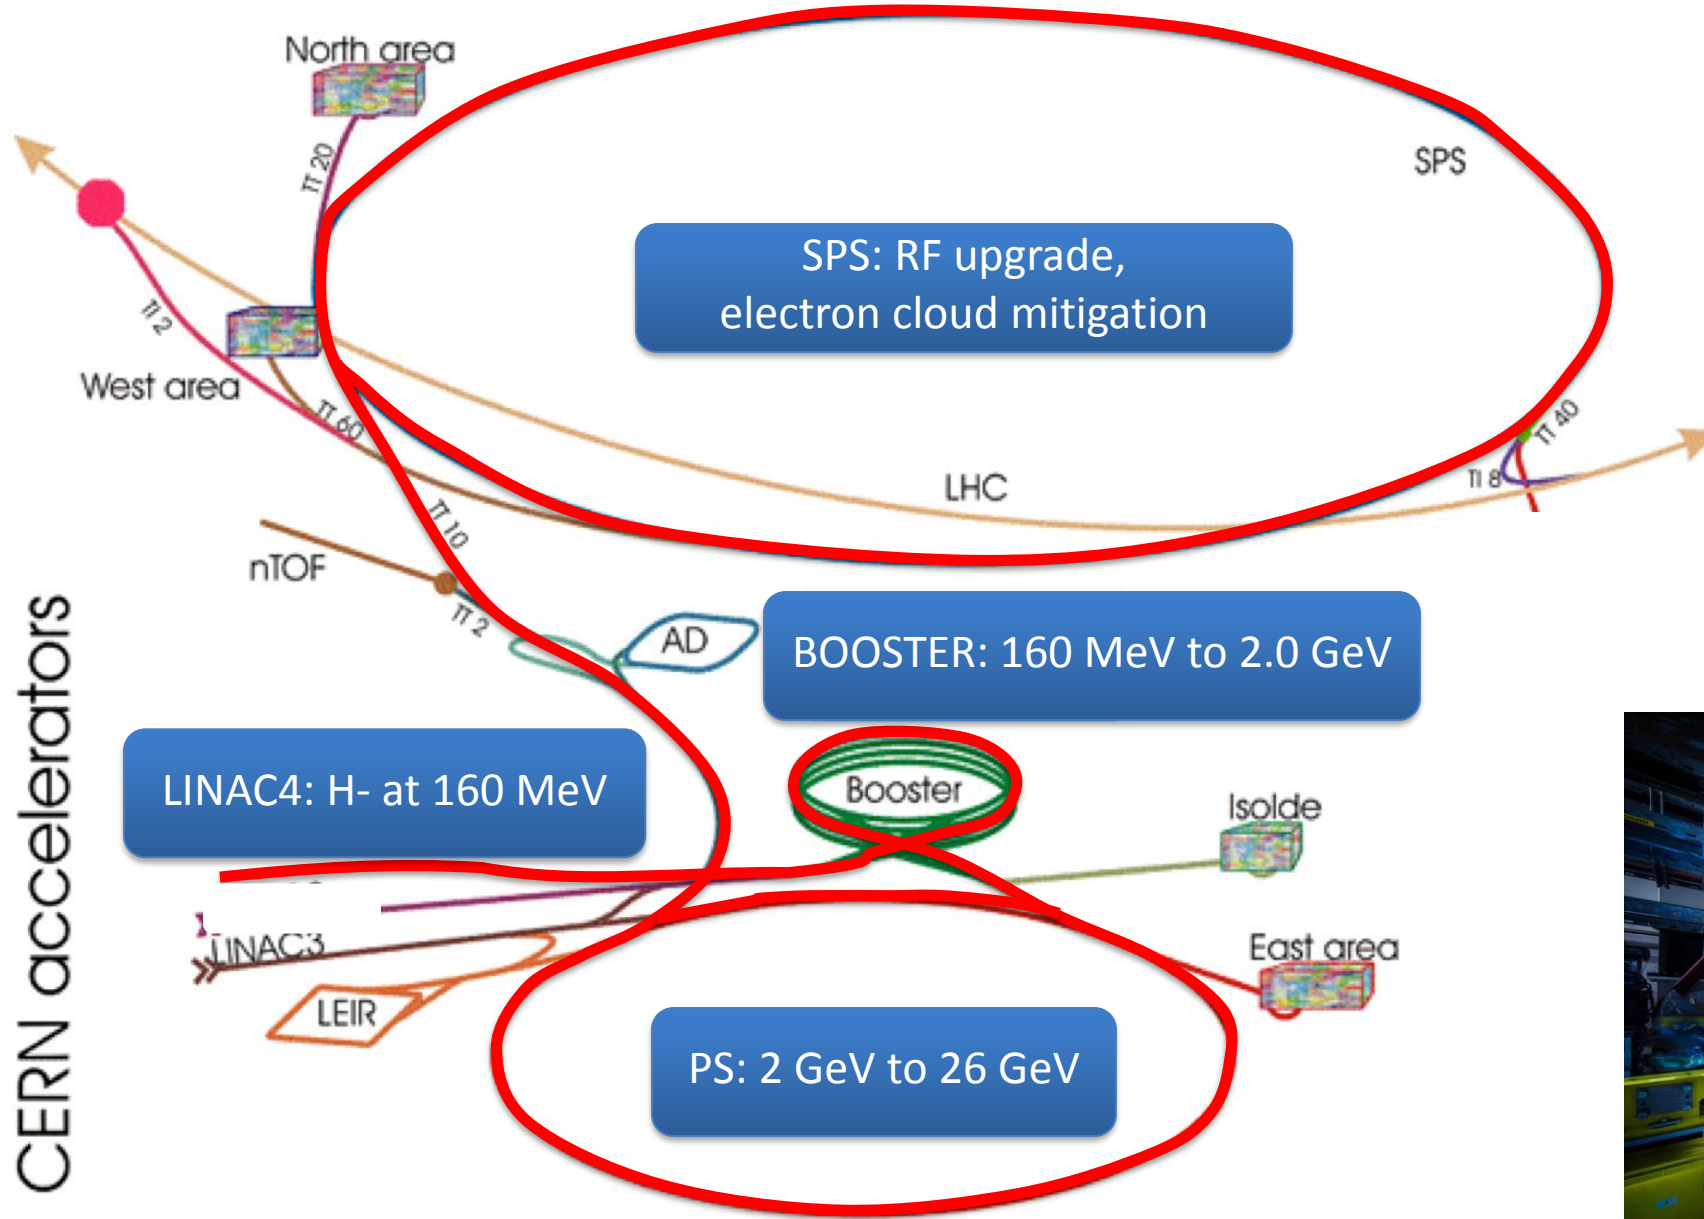 North area
TT 20
SPS
SPS: RF upgrade,
electron cloud mitigation
TI 2
West area
TT 60
TT 40
TI 8
LHC
TT 10
nTOF
TT 2
AD
BOOSTER: 160 MeV to 2.0 GeV
CERN accelerators
LINAC4: H- at 160 MeV
Booster
Isolde
LINAC3
East area
LEIR
PS: 2 GeV to 26 GeV